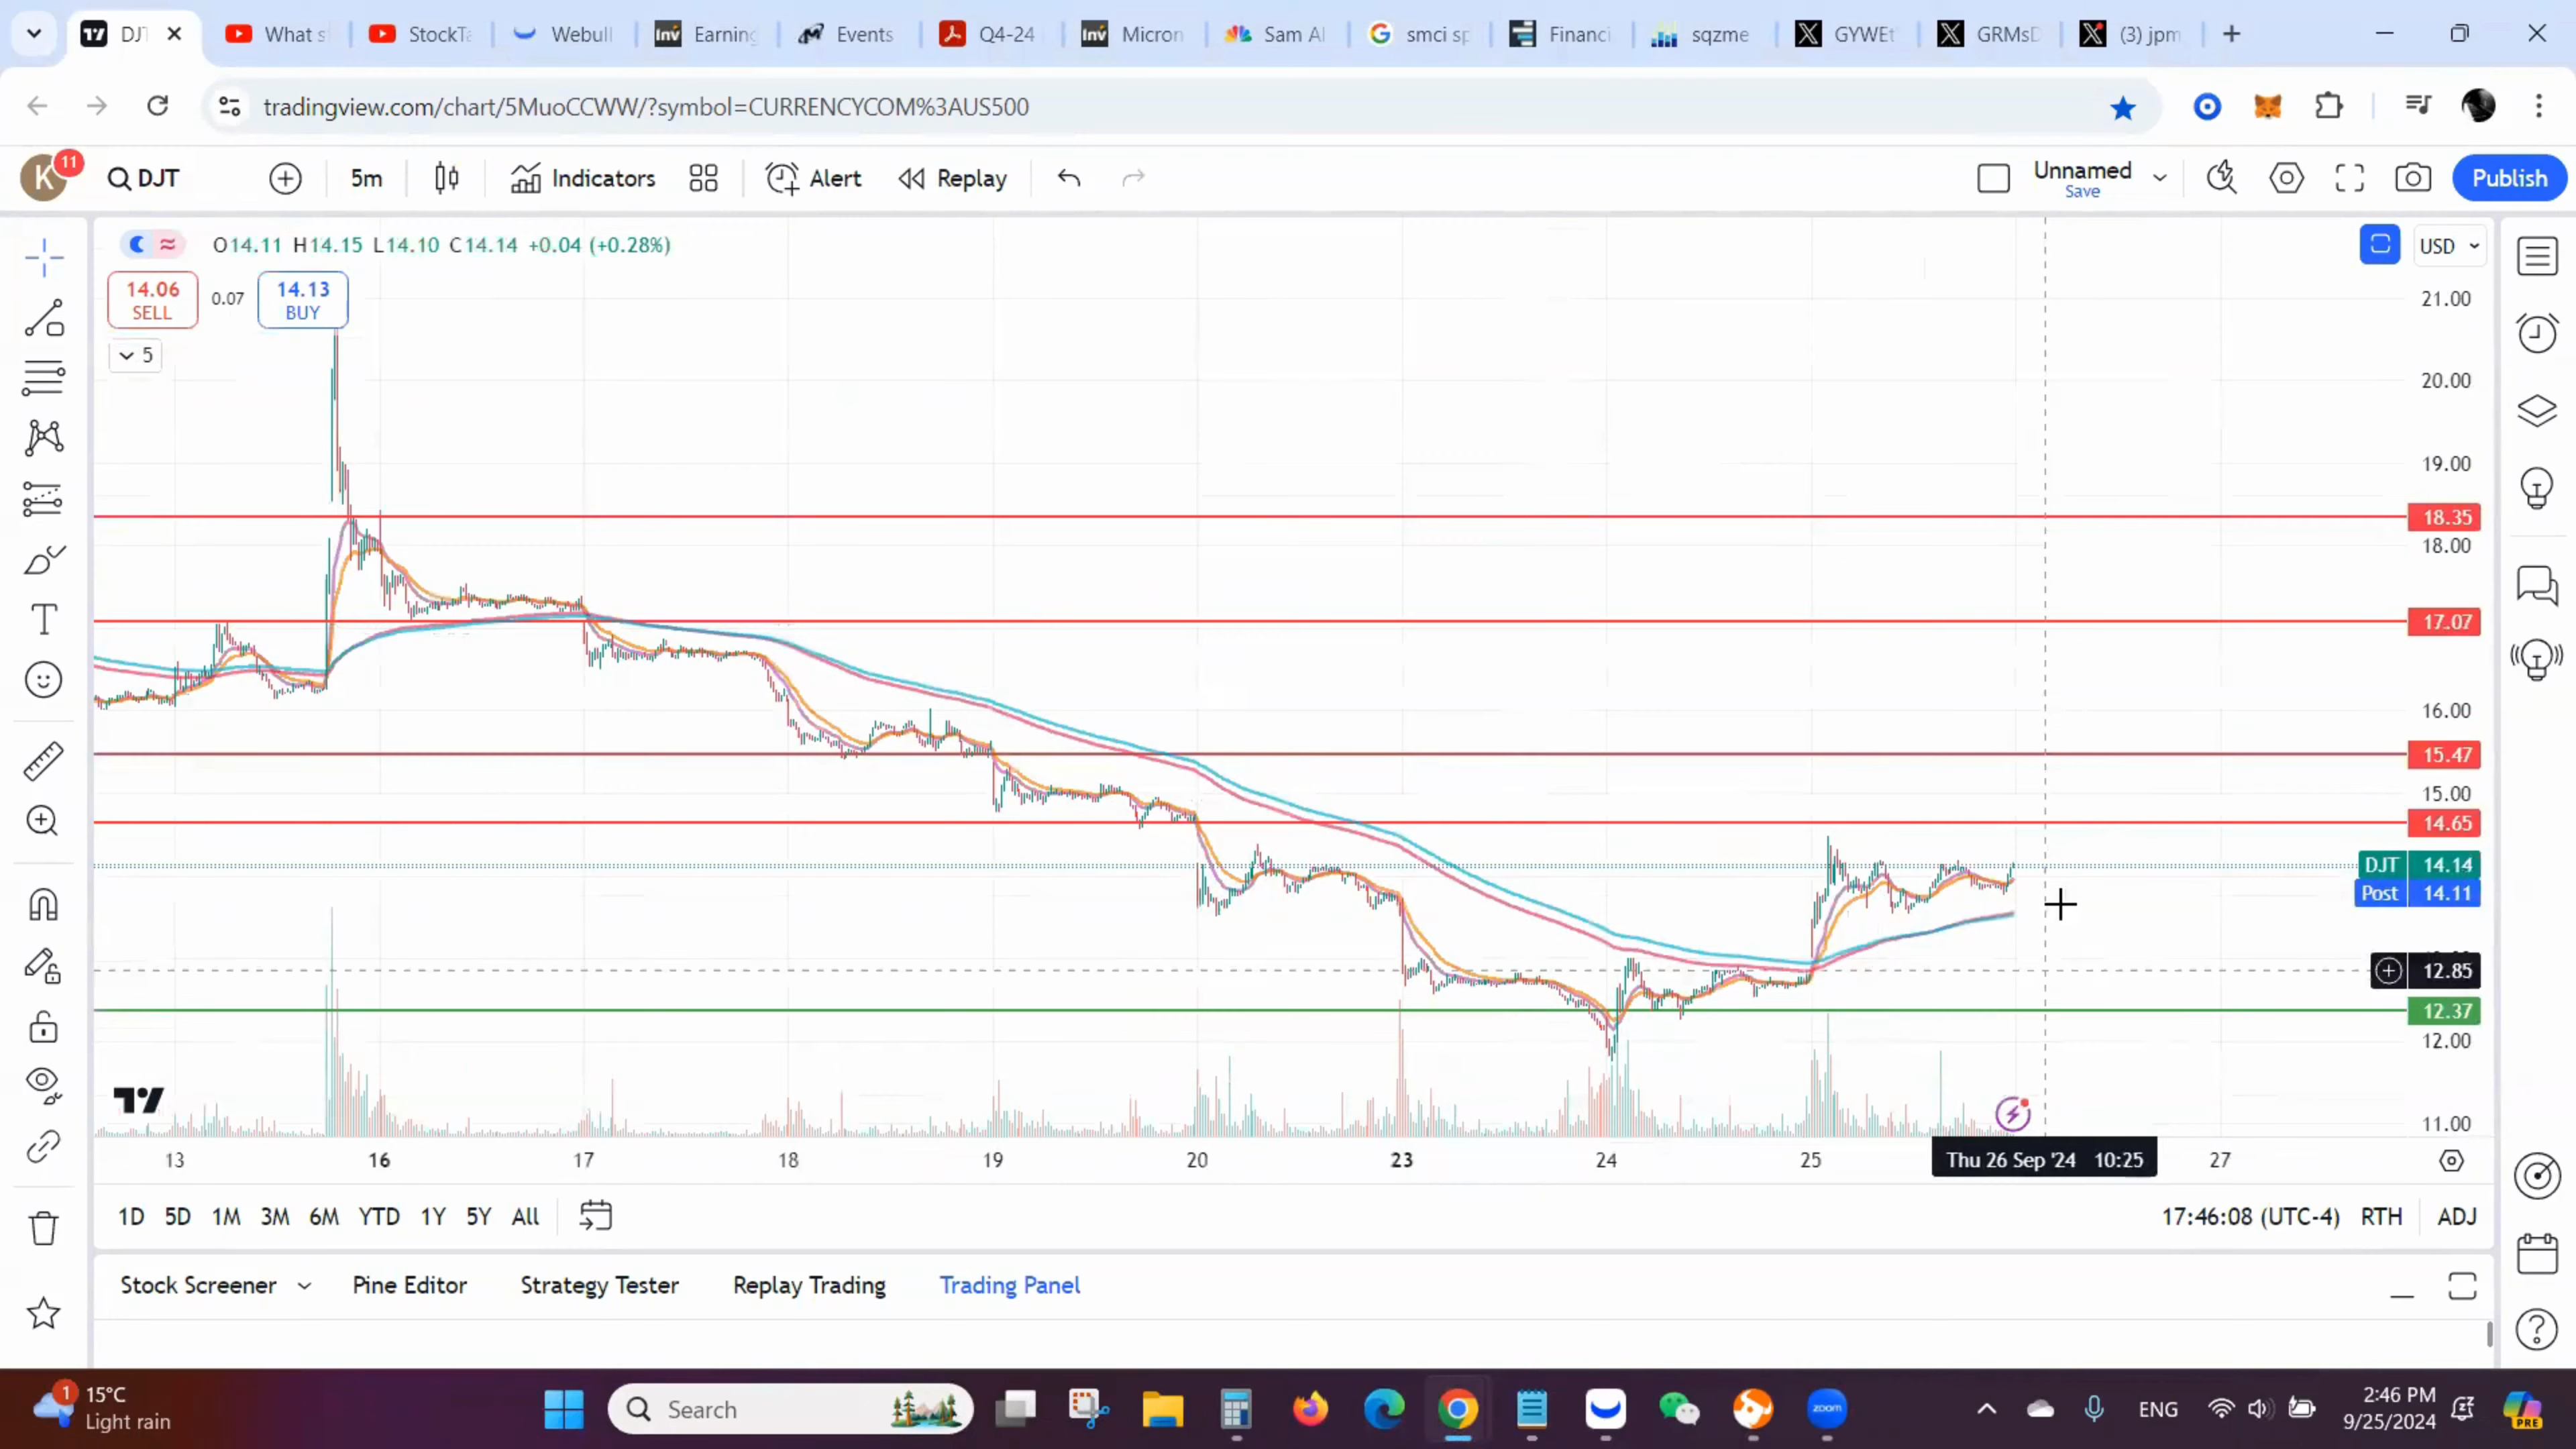 DJT
What s
StockTa
Webull
Earning
Events
Q4-24
Micron
Sam Al
smci sp
Financi
sqzme
GYWEt
GRMsD
(3) jpm
tradingview.com/chart/5MuoCCWW/?symbol=CURRENCYCOM%3AUS500
K
11
DJT
5m
Indicators
Alert
Replay
Unnamed
Save
Publish
O14.11 H14.15 L14.10 C14.14 +0.04 (+0.28%)
USD
14.06
SELL
0.07
14.13
BUY
5
21.00
20.00
19.00
18.35
18.00
17.07
16.00
15.47
15.00
14.65
DJT 14.14
Post 14.11
12.85
12.37
12.00
11.00
13 16 17 18 19 20 23 24 25 Thu 26 Sep '24 10:25 27
1D 5D 1M 3M 6M YTD 1Y 5Y All
17:46:08 (UTC-4) RTH ADJ
Stock Screener Pine Editor Strategy Tester Replay Trading Trading Panel
1
15°C
Light rain
Search
zoom
ENG
2:46 PM
9/25/2024
PRE